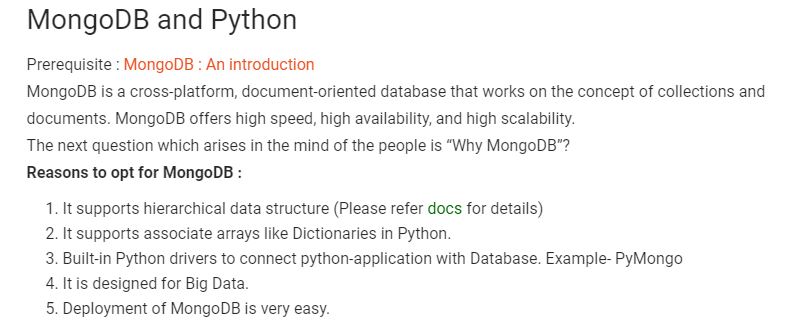 MongoDB and Python
Prerequisite : MongoDB : An introduction
MongoDB is a cross-platform, document-oriented database that works on the concept of collections and
documents. MongoDB offers high speed, high availability, and high scalability.
The next question which arises in the mind of the people is “Why MongoDB”?
Reasons to opt for MongoDB :
1. It supports hierarchical data structure (Please refer docs for details)
2. It supports associate arrays like Dictionaries in Python.
3. Built-in Python drivers to connect python-application with Database. Example- PyMongo
4. It is designed for Big Data.
5. Deployment of MongoDB is very easy.